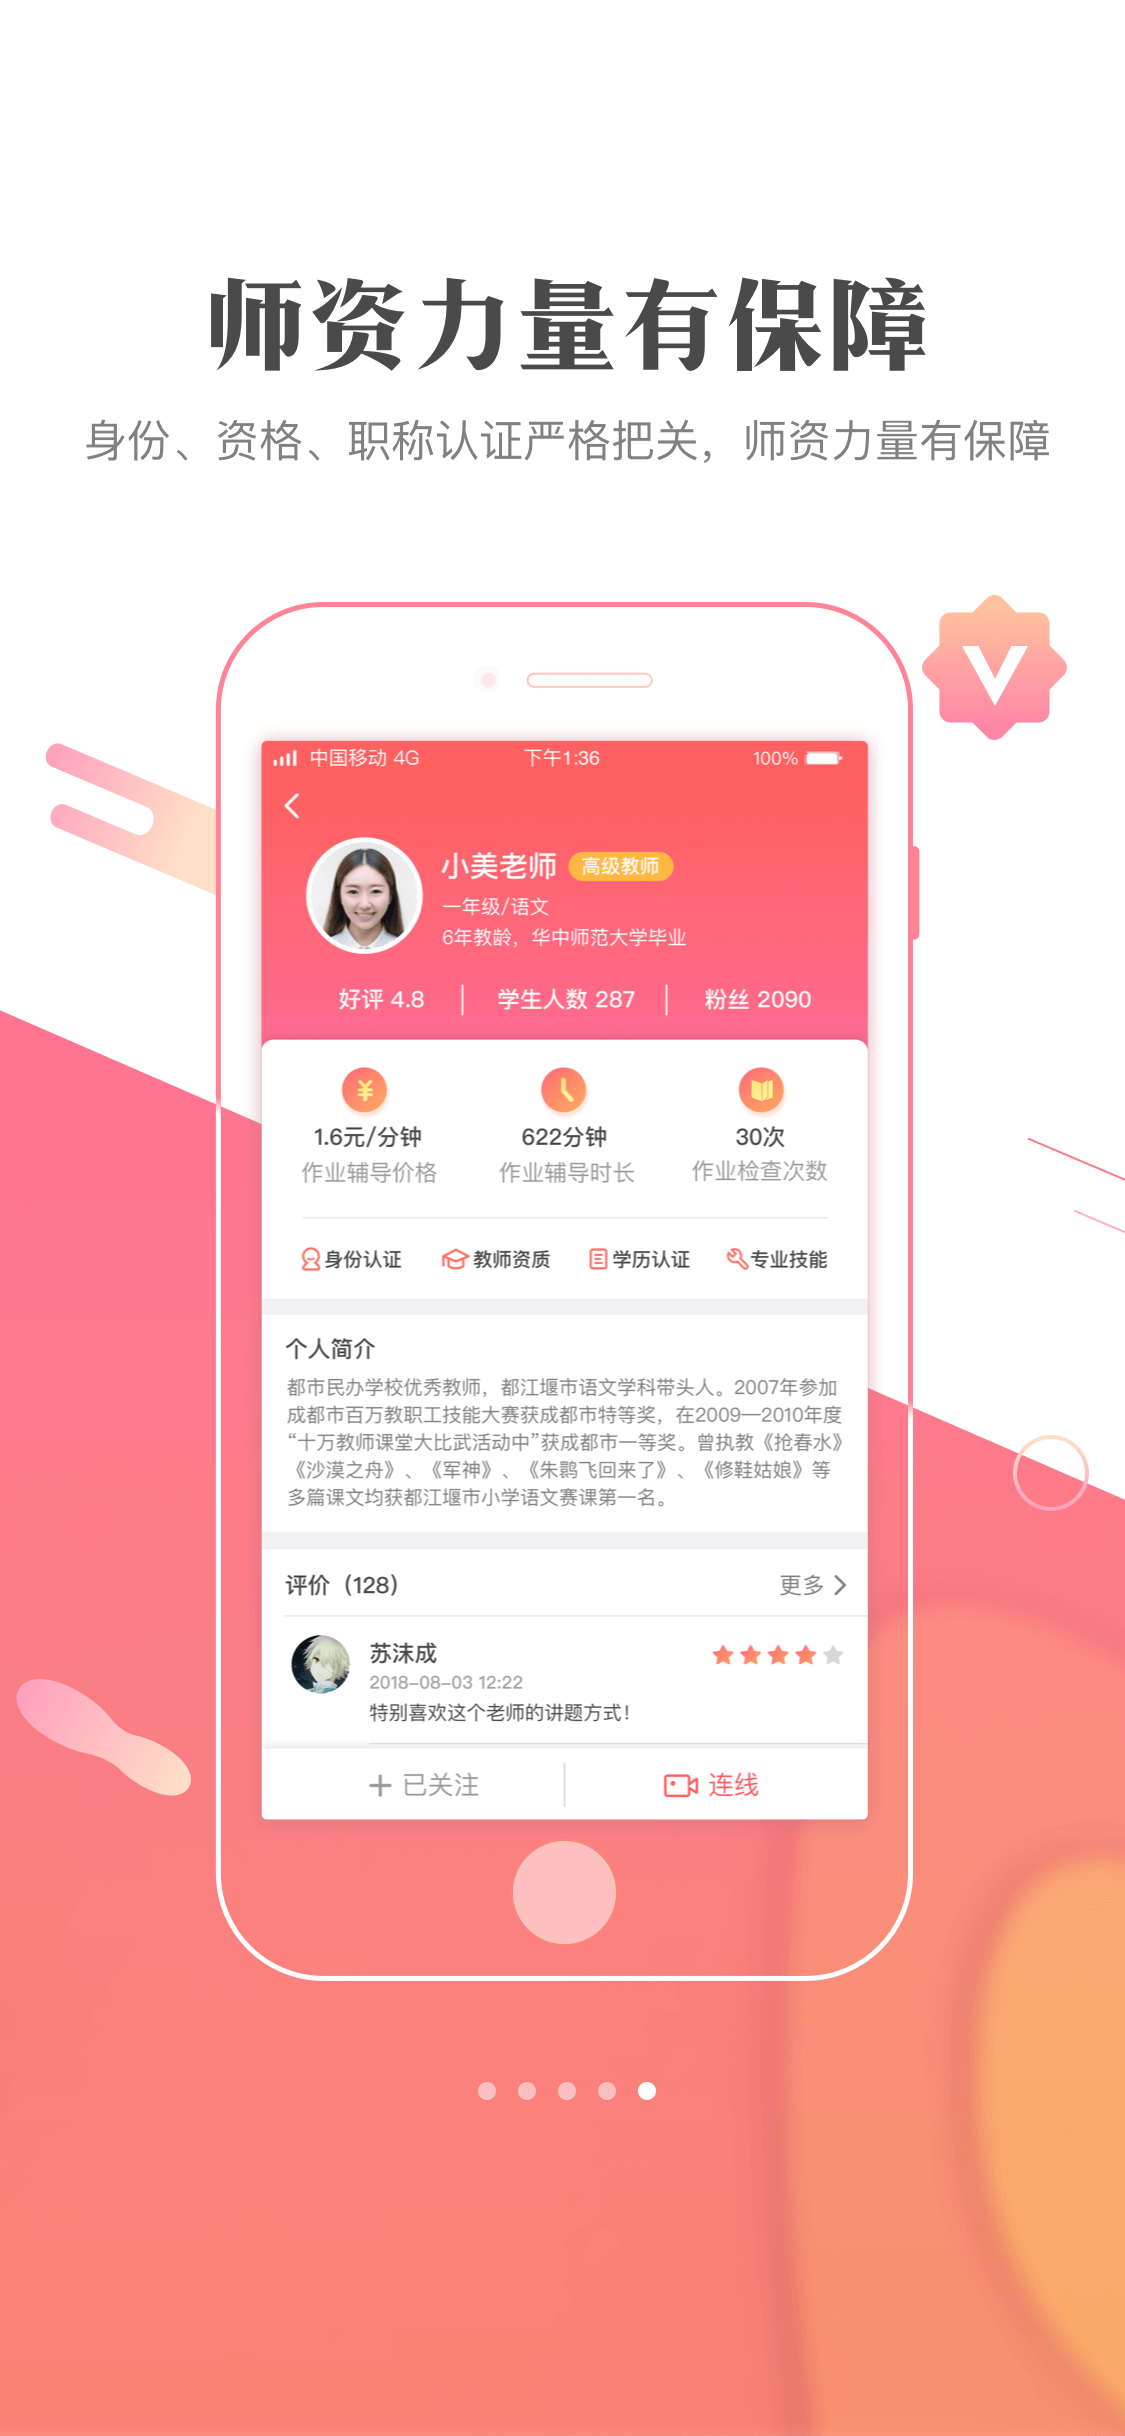 师资力量有保障
身份、资格、职称认证严格把关，师资力量有保障
V
中国移动 4G 下午1:36 100%
小美老师 高级教师
一年级/语文
6年教龄，华中师范大学毕业
好评 4.8 学生人数 287 粉丝 2090
1.6元/分钟 622分钟 30次
作业辅导价格 作业辅导时长 作业检查次数
身份认证 教师资质 学历认证 专业技能
个人简介
都市民办学校优秀教师，都江堰市语文学科带头人。2007年参加
成都市百万教职工技能大赛获成都市特等奖，在2009—2010年度
“十万教师课堂大比武活动中”获成都市一等奖。曾执教《抢春水》
《沙漠之舟》、《军神》、《朱鹮飞回来了》、《修鞋姑娘》等
多篇课文均获都江堰市小学语文赛课第一名。
评价（128） 更多
苏沫成
2018-08-03 12:22
特别喜欢这个老师的讲题方式！
已关注 连线